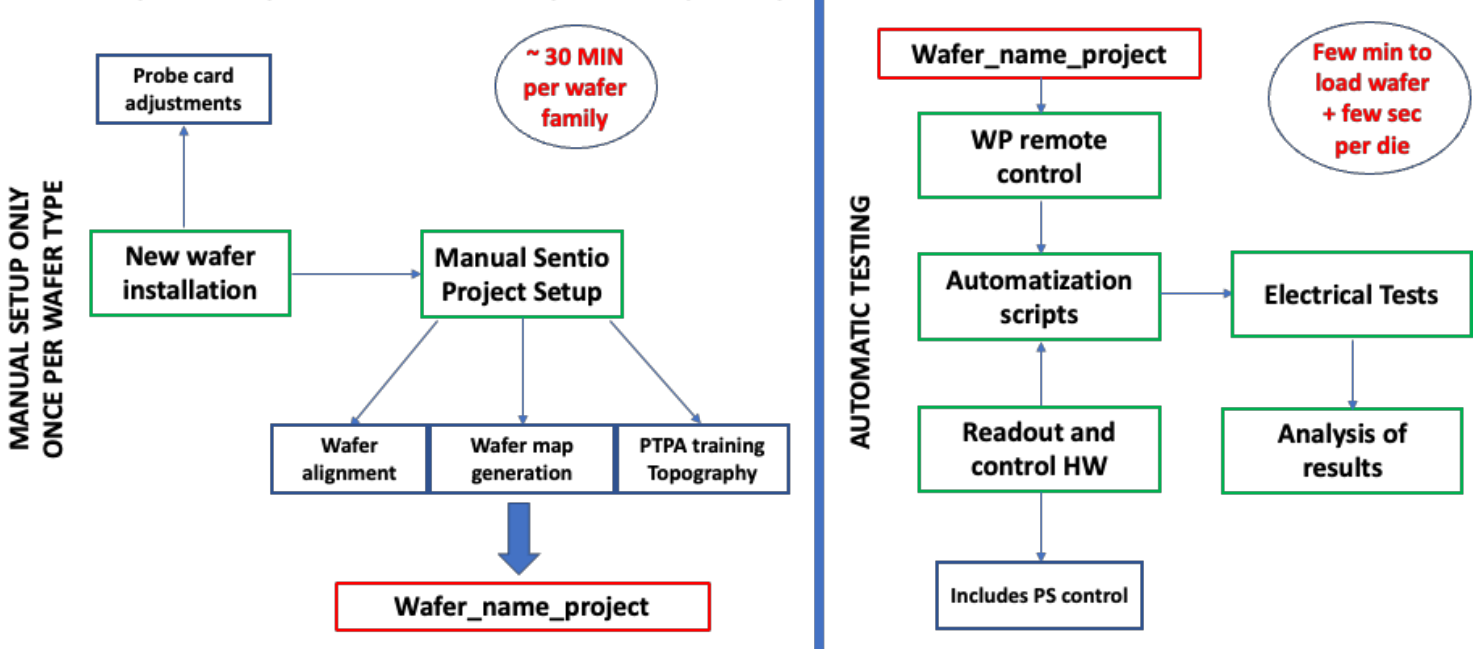 MANUAL SETUP ONLY
ONCE PER WAFER TYPE
Probe card
adjustments
~ 30 MIN
per wafer
family
New wafer
installation
Manual Sentio
Project Setup
Wafer
alignment
Wafer map
generation
PTPA training
Topography
Wafer_name_project
AUTOMATIC TESTING
Wafer_name_project
Few min to
load wafer
+ few sec
per die
WP remote
control
Automatization
scripts
Electrical Tests
Readout and
control HW
Analysis of
results
Includes PS control